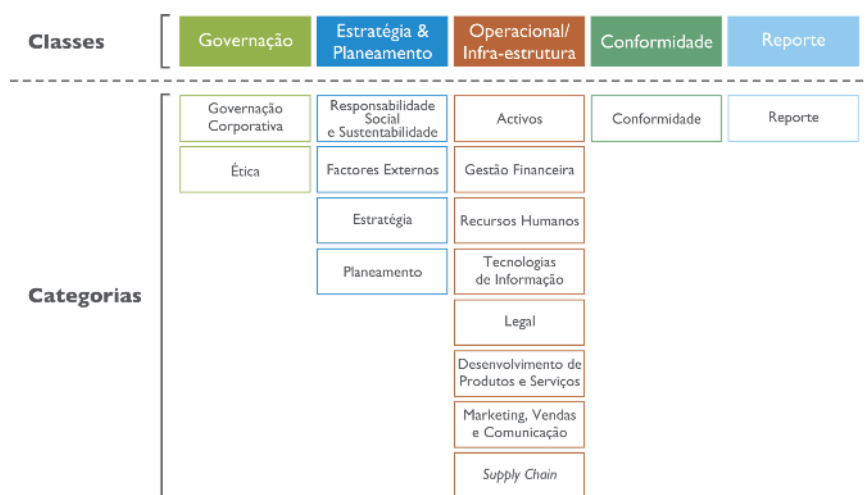 Classes
Governação
Estratégia &
Planeamento
Operacional/
Infra-estrutura
Conformidade
Reporte
Categorias
Governação
Corporativa
Ética
Responsabilidade
Social
e Sustentabilidade
Factores Externos
Estratégia
Planeamento
Activos
Gestão Financeira
Recursos Humanos
Tecnologias
de Informação
Legal
Desenvolvimento de
Produtos e Serviços
Marketing, Vendas
e Comunicação
Supply Chain
Conformidade
Reporte